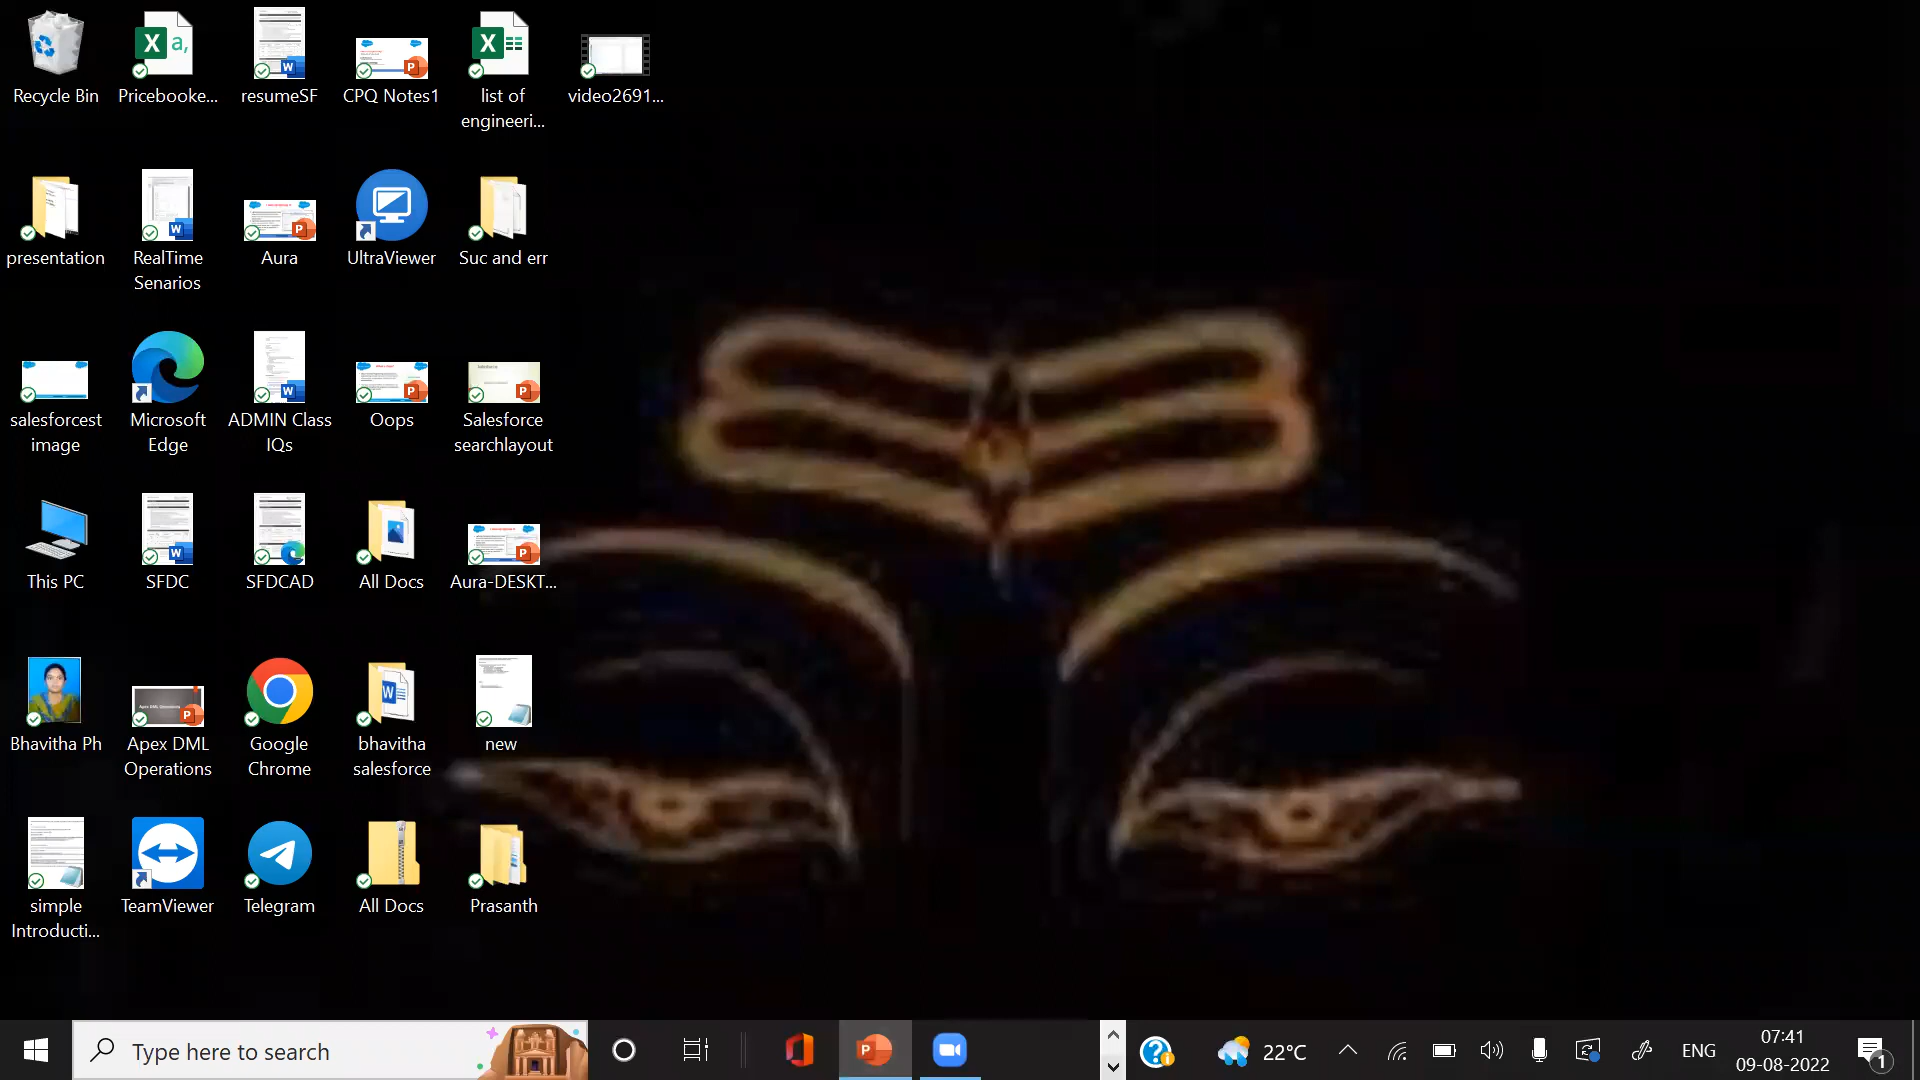 Recycle Bin
Pricebooke...
resumeSF
CPQ Notes1
list of
engineeri...
video2691...
presentation
RealTime
Senarios
Aura
UltraViewer
Suc and err
salesforcest
image
Microsoft
Edge
ADMIN Class
IQs
Oops
Salesforce
searchlayout
This PC
SFDC
SFDCAD
All Docs
Aura-DESKT...
Bhavitha Ph
Apex DML
Operations
Google
Chrome
bhavitha
salesforce
new
simple
Introducti...
TeamViewer
Telegram
All Docs
Prasanth
Type here to search
22°C
ENG
07:41
09-08-2022
1